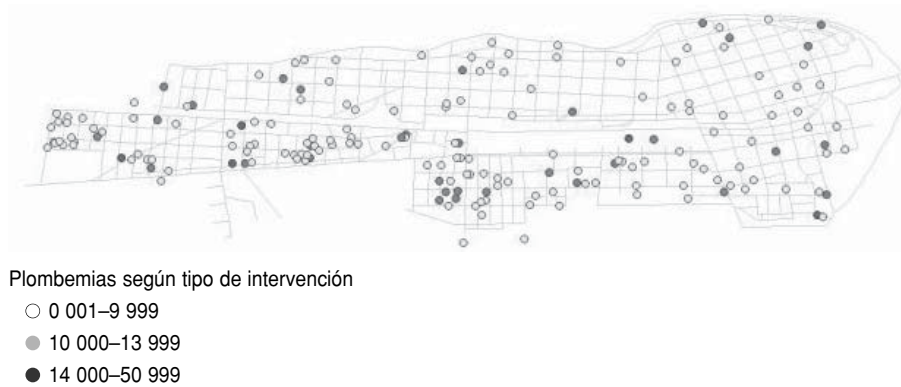 Plombemias según tipo de intervención
0 001–9 999
10 000–13 999
14 000–50 999